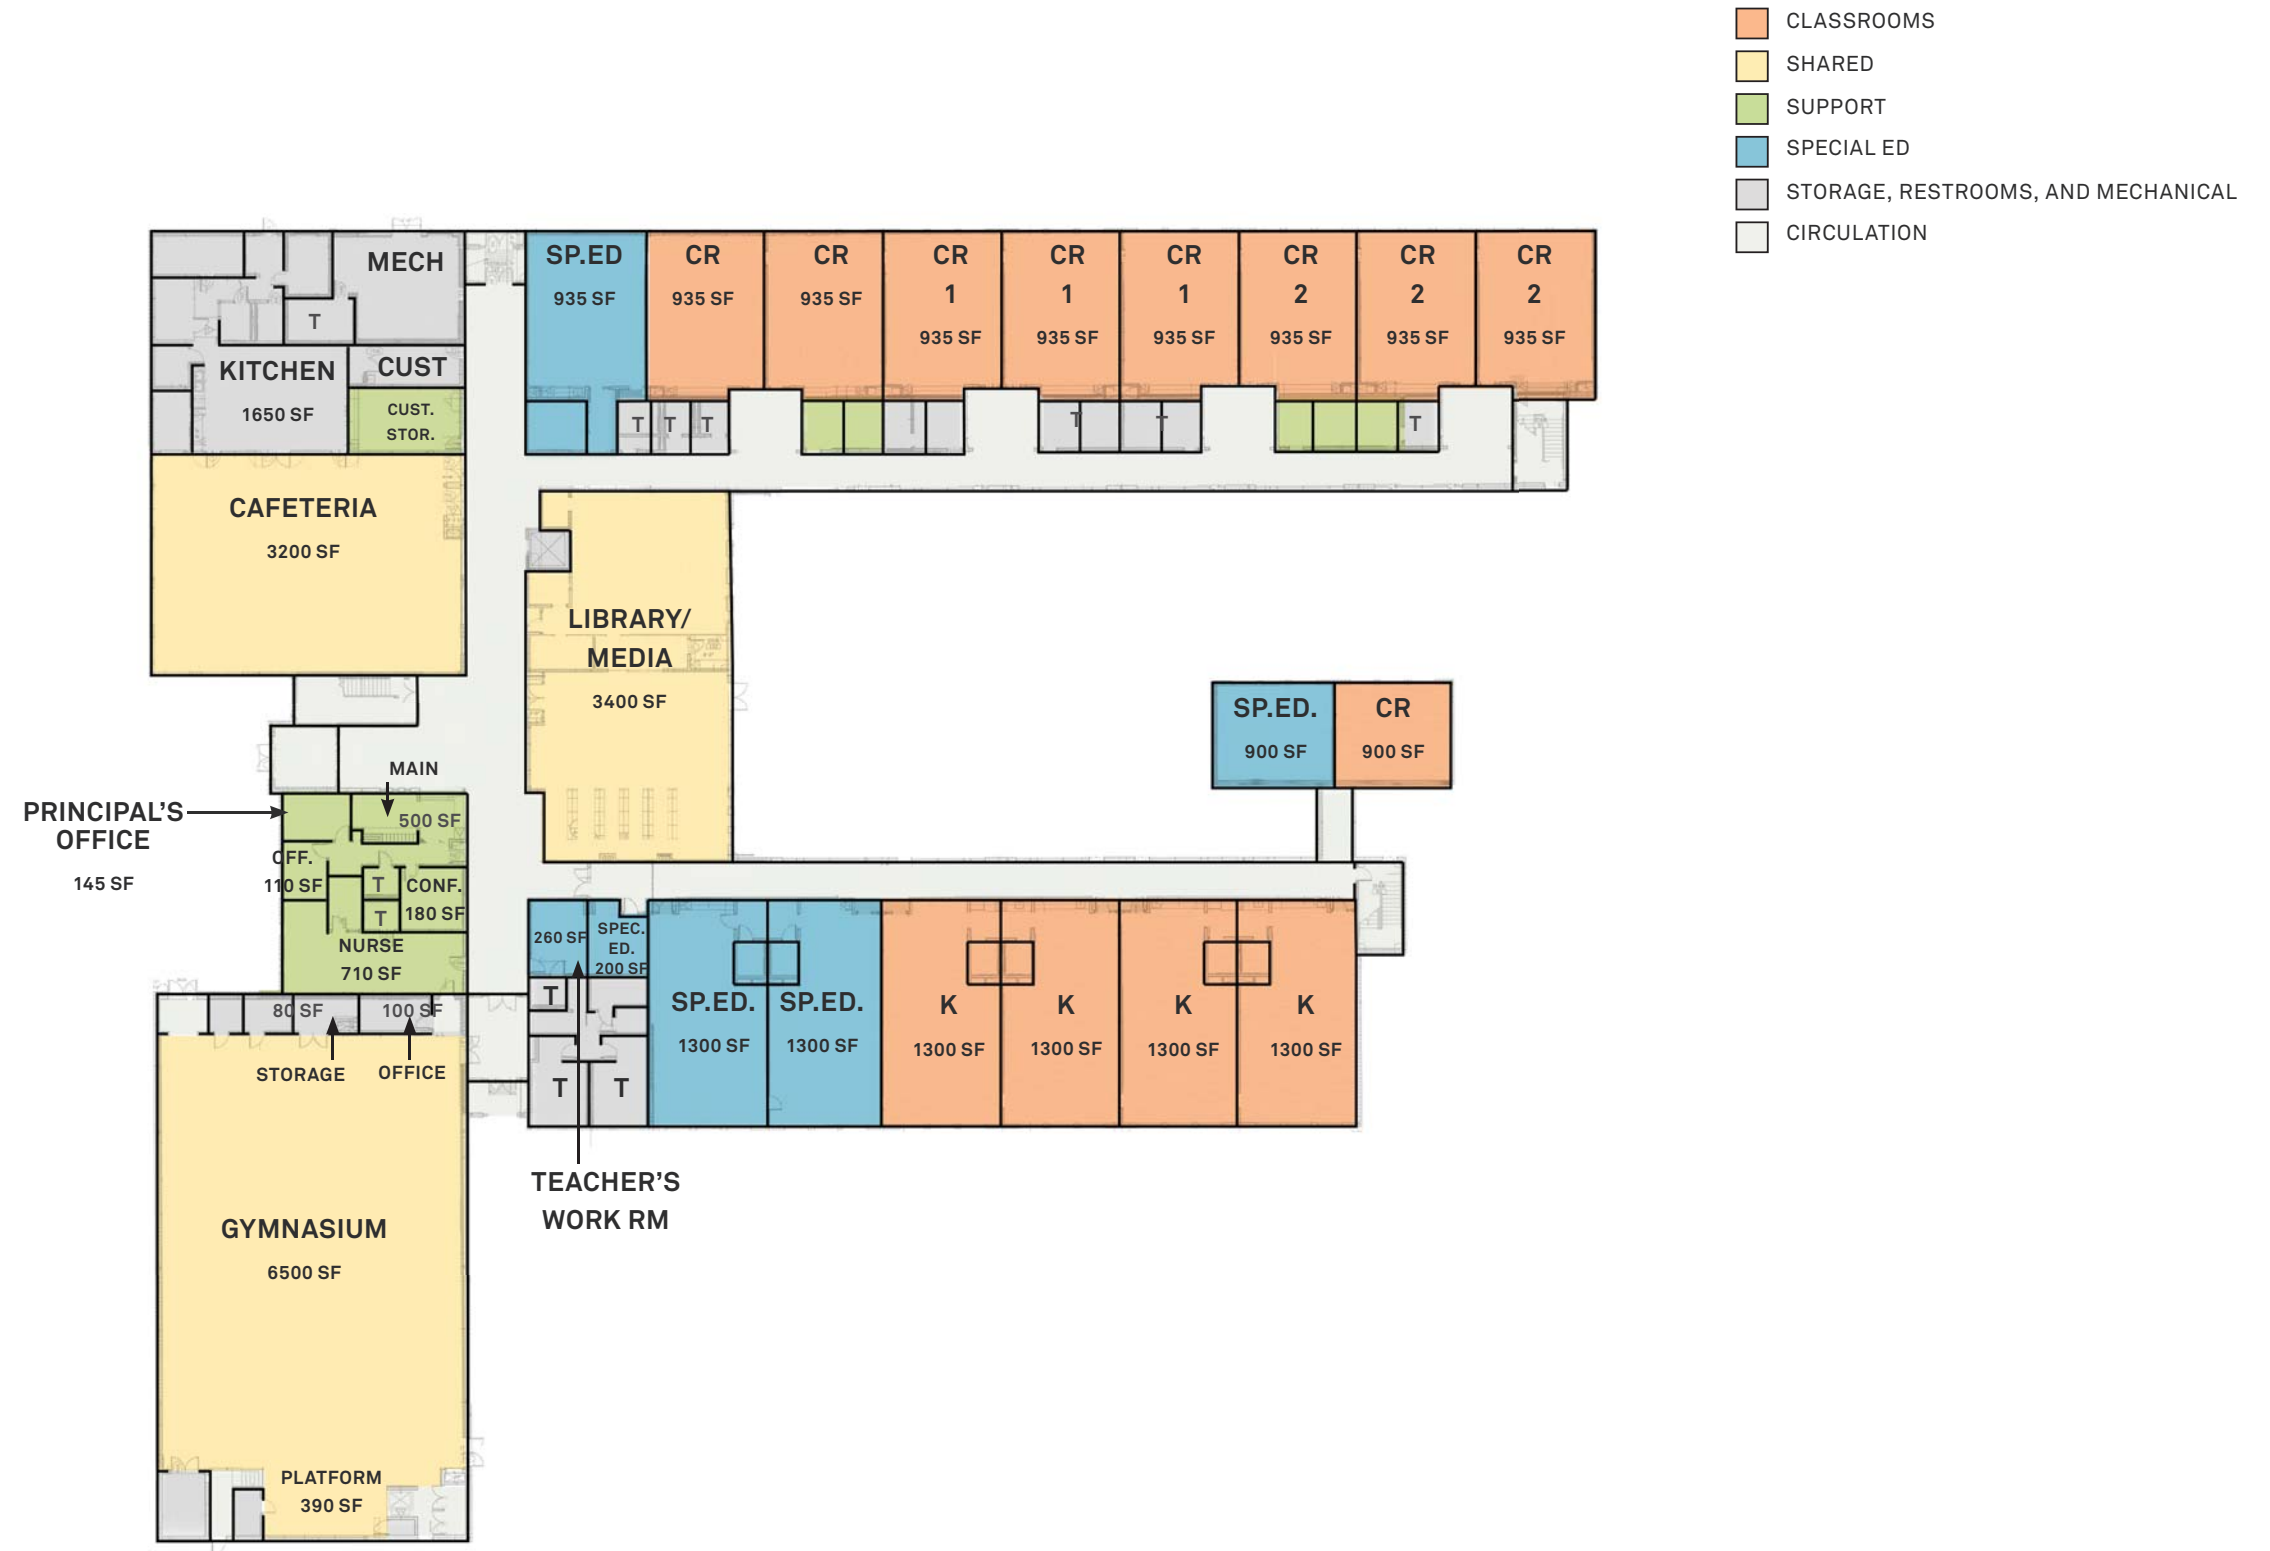 CLASSROOMS
SHARED
SUPPORT
SPECIAL ED
STORAGE, RESTROOMS, AND MECHANICAL
CIRCULATION
MECH
T
KITCHEN
1650 SF
CUST
CUST.
STOR.
SP.ED
935 SF
CR
935 SF
CR
935 SF
CR
1
935 SF
CR
1
935 SF
CR
1
935 SF
CR
2
935 SF
CR
2
935 SF
CR
2
935 SF
T
T
T
T
T
T
CAFETERIA
3200 SF
LIBRARY/
MEDIA
3400 SF
SP.ED.
900 SF
CR
900 SF
MAIN
500 SF
PRINCIPAL'S
OFFICE
145 SF
OFF.
110 SF
T
CONF.
180 SF
T
NURSE
710 SF
260 SF
SPEC.
ED.
200 SF
T
T
T
SP.ED.
1300 SF
SP.ED.
1300 SF
K
1300 SF
K
1300 SF
K
1300 SF
K
1300 SF
80 SF
100 SF
STORAGE
OFFICE
TEACHER'S
WORK RM
GYMNASIUM
6500 SF
PLATFORM
390 SF